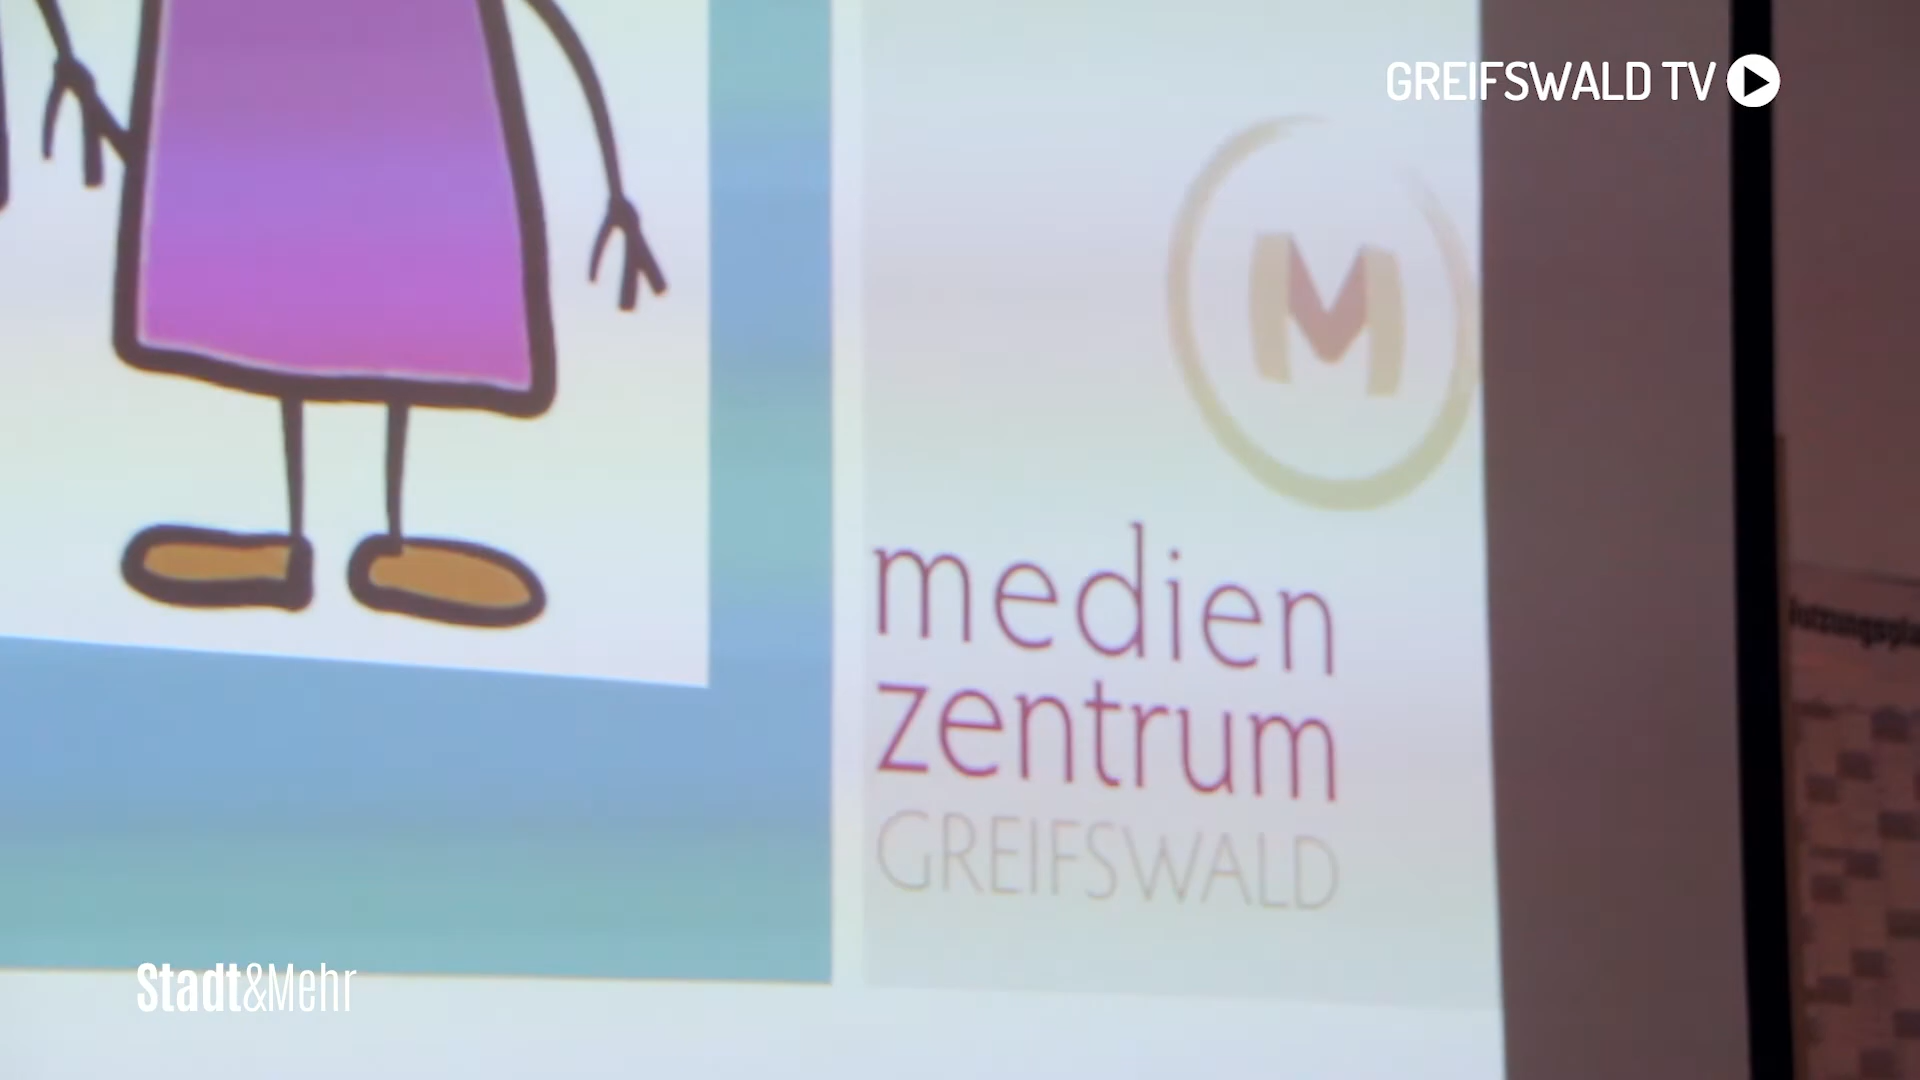 GREIFSWALD TV
M
medien
zentrum
GREIFSWALD
Stadt&Mehr